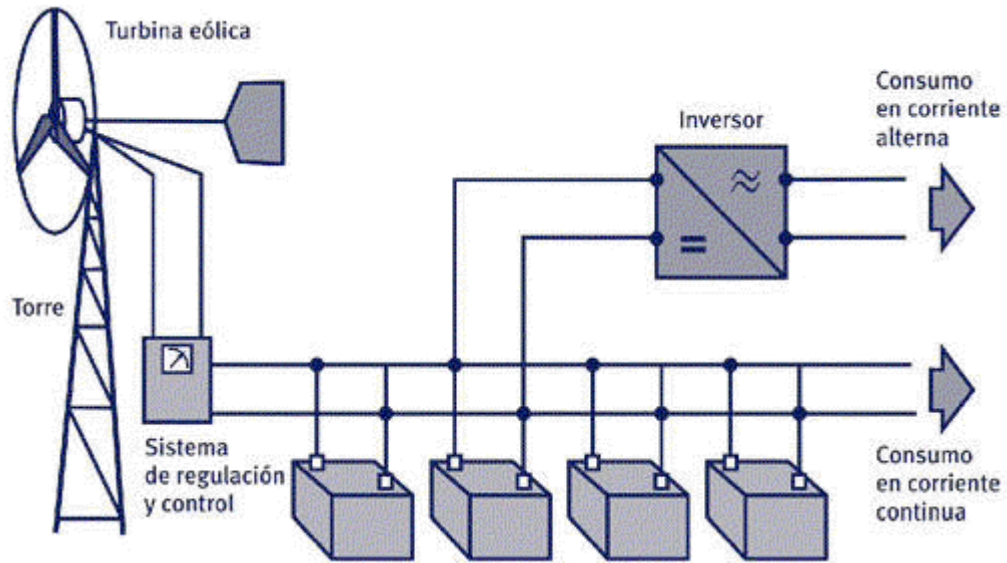 Turbina eólica
Consumo
en corriente
alterna
Inversor
Torre
Sistema
de regulación
y control
Consumo
en corriente
continua